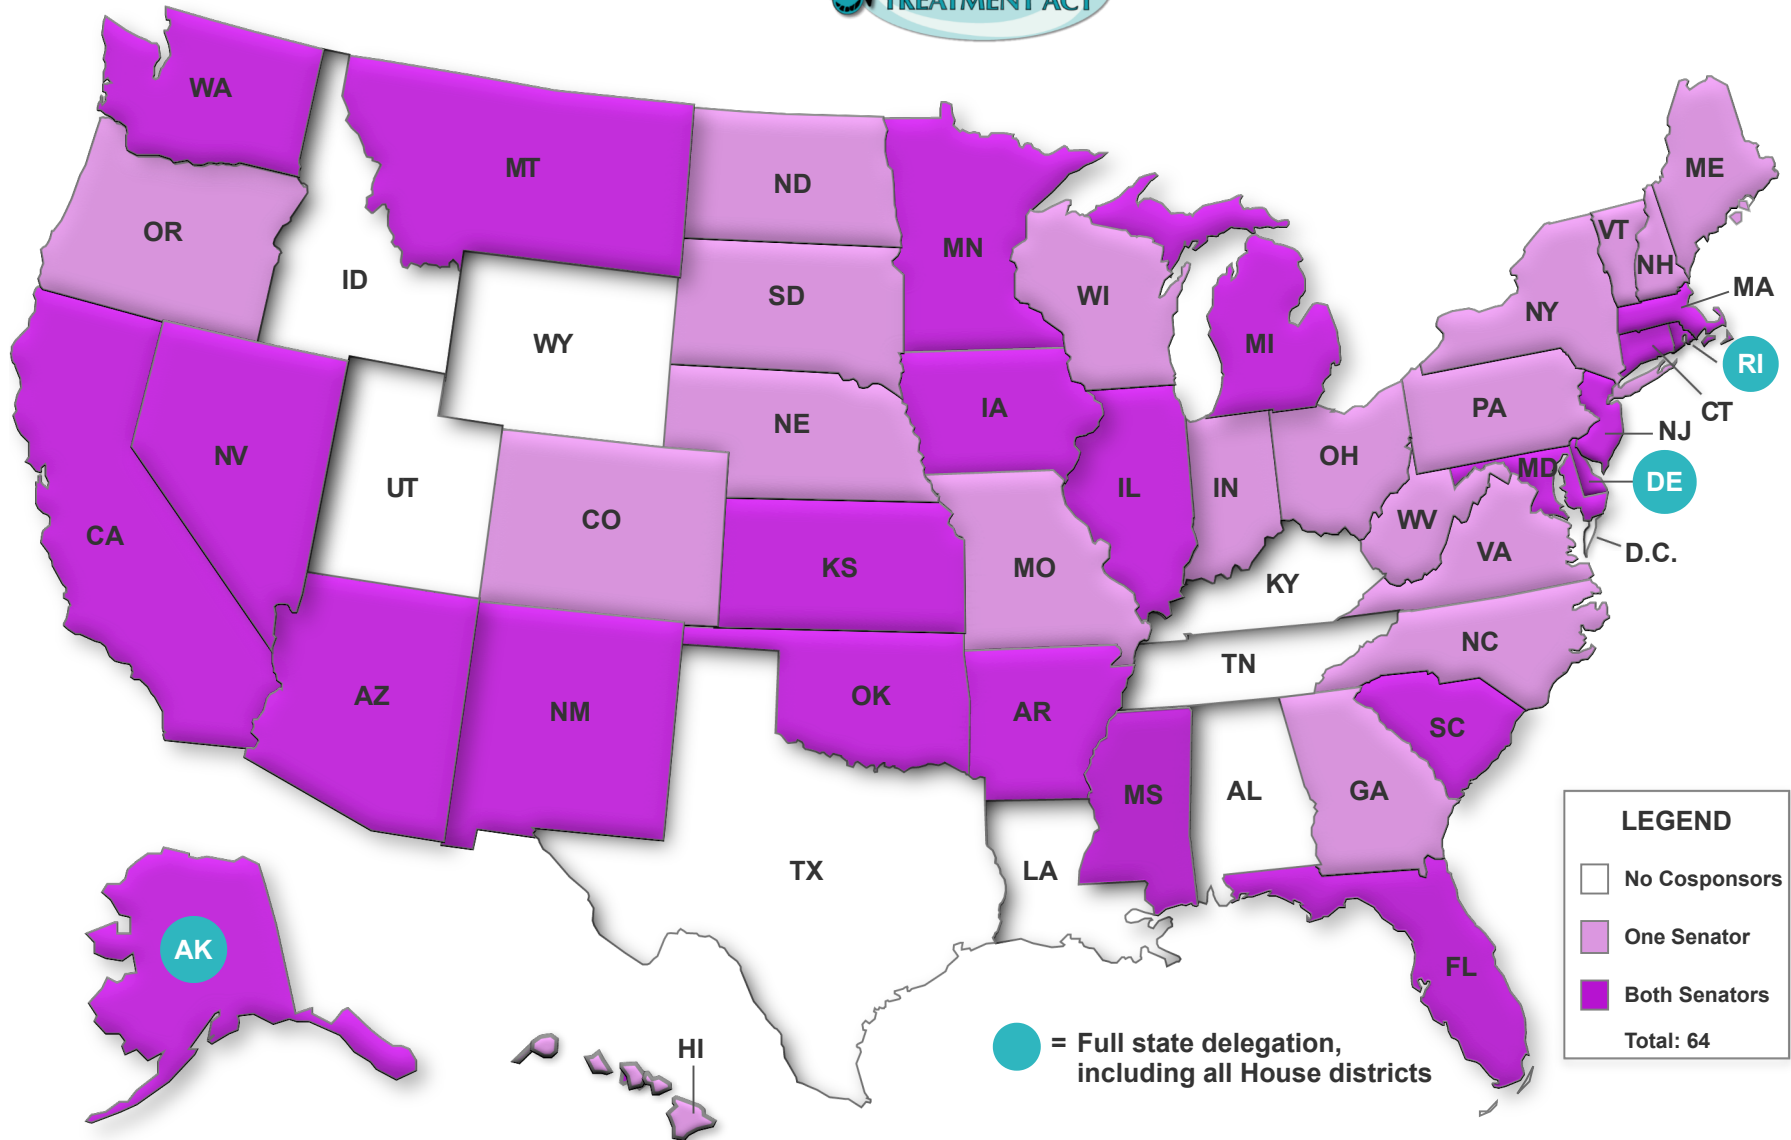 TREATMENT ACT
WA
MT
ND
MN
ME
OR
ID
SD
WI
VT
NH
MA
WY
MI
NY
RI
NE
IA
PA
CT
NV
UT
CO
IL
IN
OH
MD
NJ
DE
CA
KS
MO
WV
VA
D.C.
KY
NC
TN
AZ
NM
OK
AR
SC
MS
AL
GA
TX
LA
FL
AK
HI
LEGEND
No Cosponsors
One Senator
Both Senators
Total: 64
= Full state delegation,
including all House districts